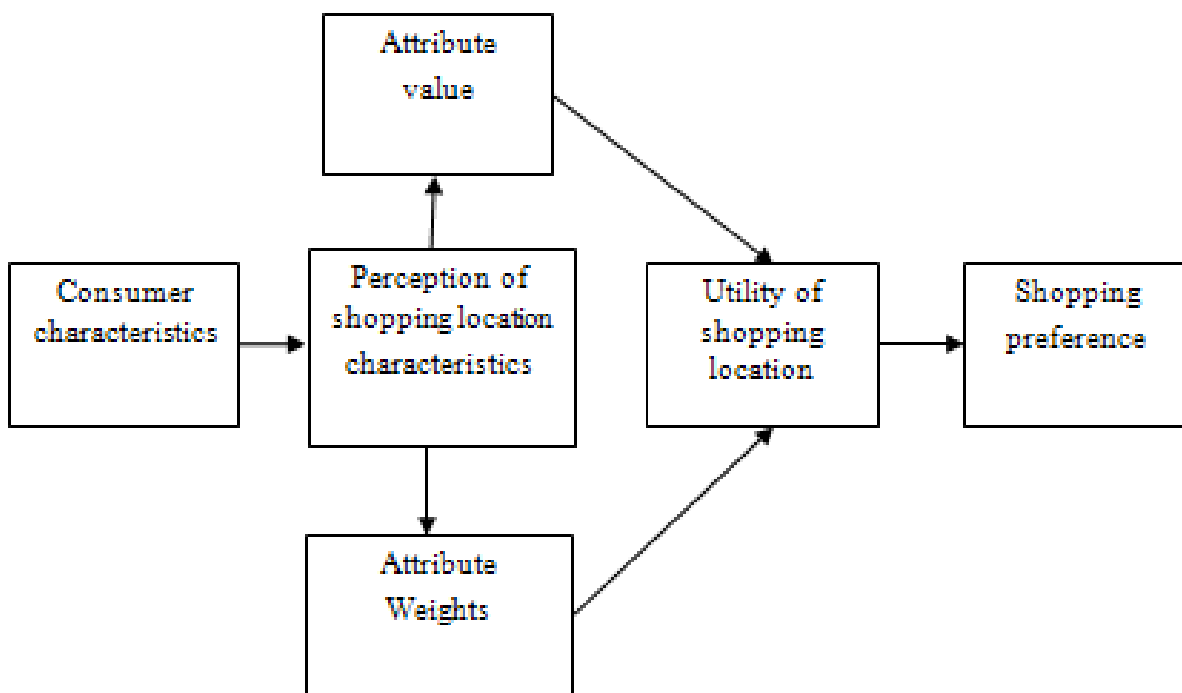 Attribute
value
Consumer
characteristics
Perception of
shopping location
characteristics
Utility of
shopping
location
Shopping
preference
Attribute
Weights